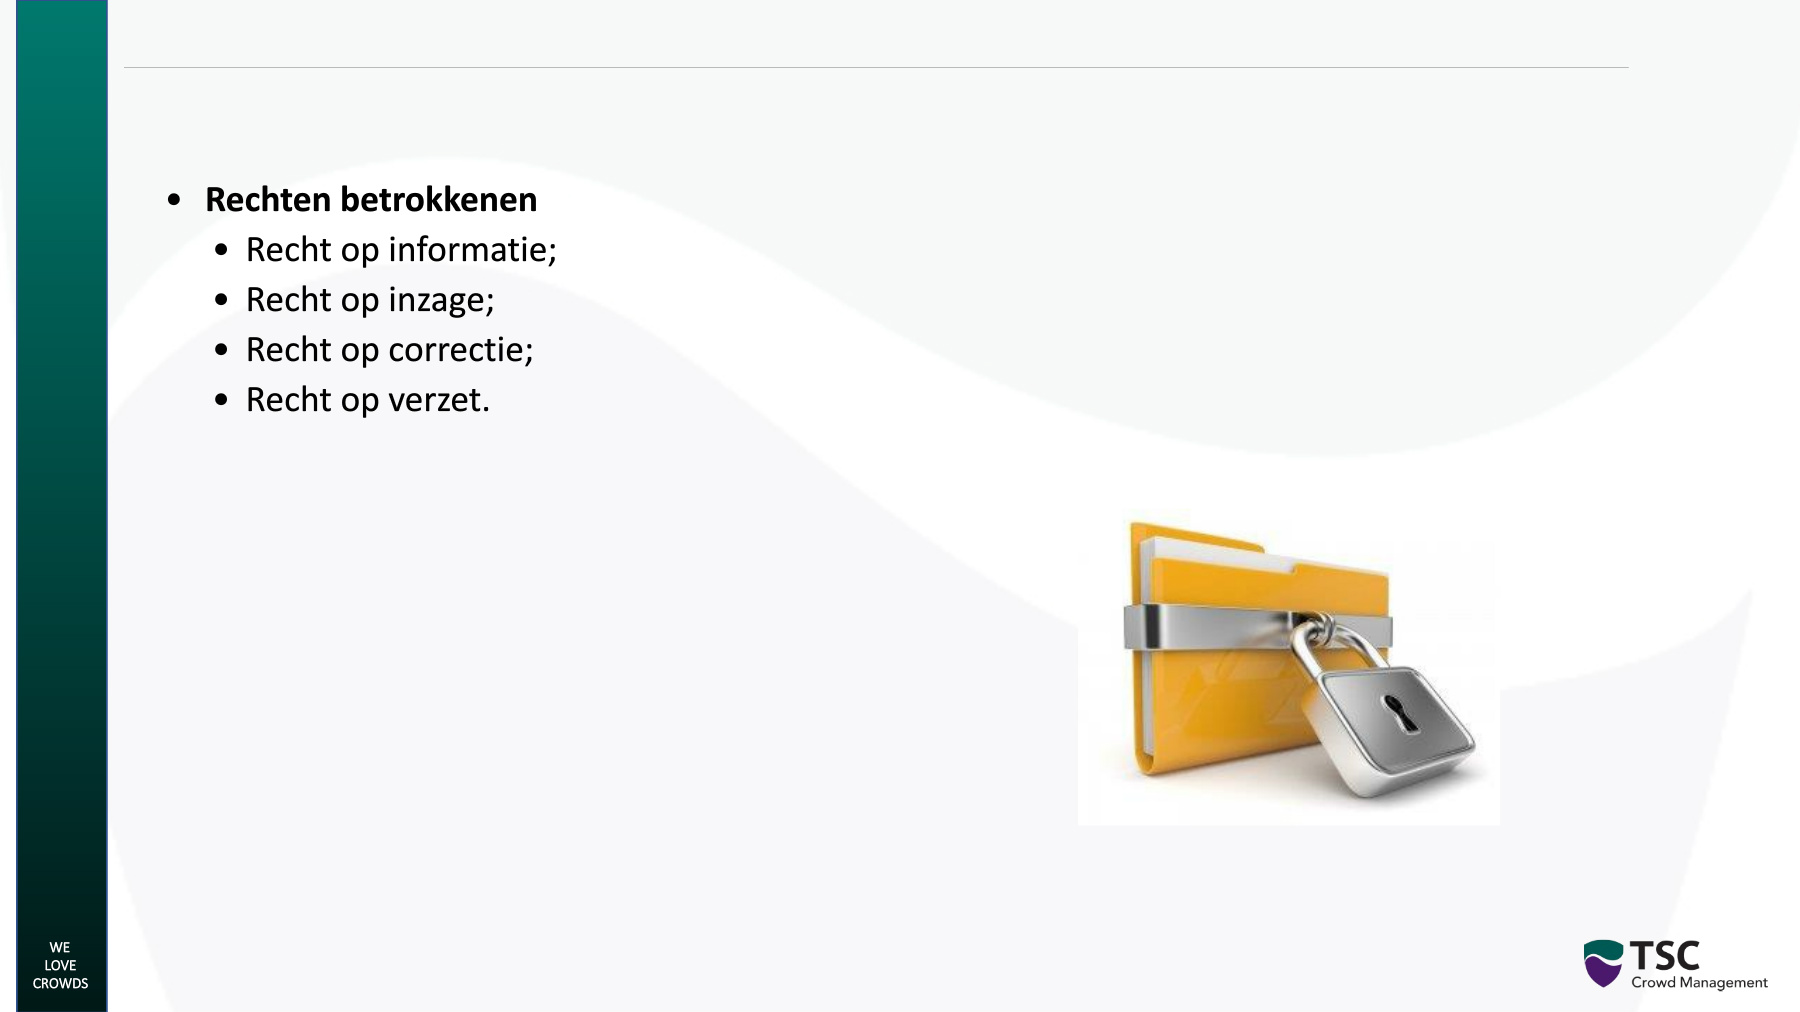 • Rechten betrokkenen
• Recht op informatie;
• Recht op inzage;
• Recht op correctie;
• Recht op verzet.
WE
LOVE
CROWDS
TSC
Crowd Management